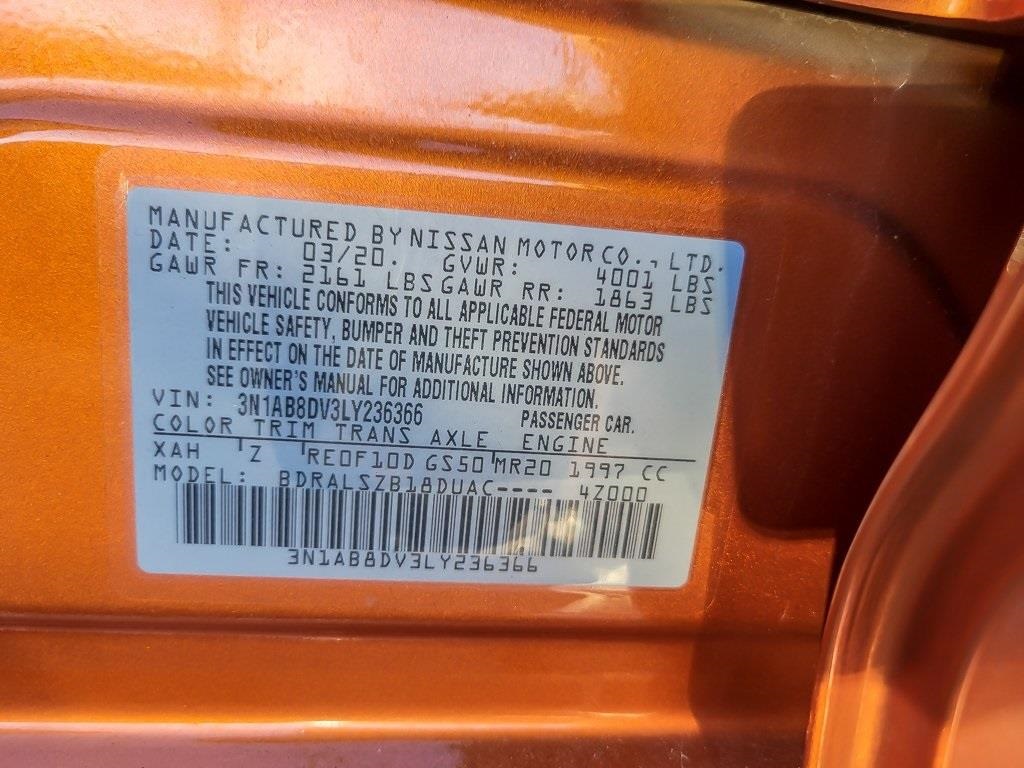 MANUFACTURED BY NISSAN MOTOR CO., LTD.
DATE: 03/20. GVWR: 4001 LBS
GAWR FR: 2161 LBS GAWR RR: 1863 LBS
THIS VEHICLE CONFORMS TO ALL APPLICABLE FEDERAL MOTOR
VEHICLE SAFETY, BUMPER AND THEFT PREVENTION STANDARDS
IN EFFECT ON THE DATE OF MANUFACTURE SHOWN ABOVE.
SEE OWNER'S MANUAL FOR ADDITIONAL INFORMATION.
VIN: 3N1AB8DV3LY236366 PASSENGER CAR.
COLOR TRIM TRANS AXLE ENGINE
XAH Z RE0F10D GS50 MR20 1997 CC
MODEL: BDRALSZB18DUAC---- 4Z000
3N1AB8DV3LY236366